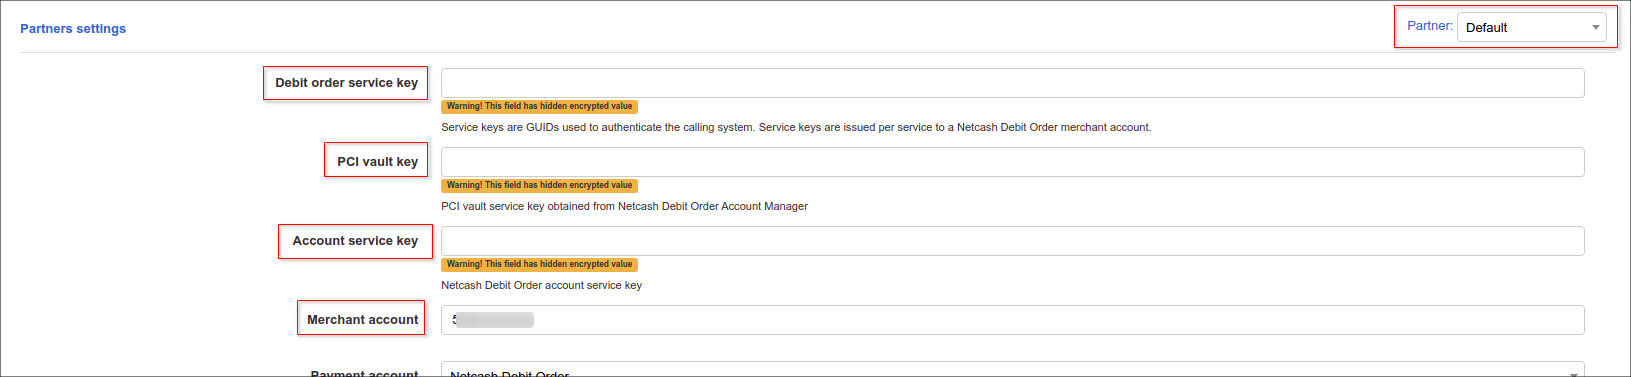 Partners settings
Partner: Default
Debit order service key
Warning! This field has hidden encrypted value
Service keys are GUIDs used to authenticate the calling system. Service keys are issued per service to a Netcash Debit Order merchant account.
PCI vault key
Warning! This field has hidden encrypted value
PCI vault service key obtained from Netcash Debit Order Account Manager
Account service key
Warning! This field has hidden encrypted value
Netcash Debit Order account service key
Merchant account
Payment account Netcash Debit Order